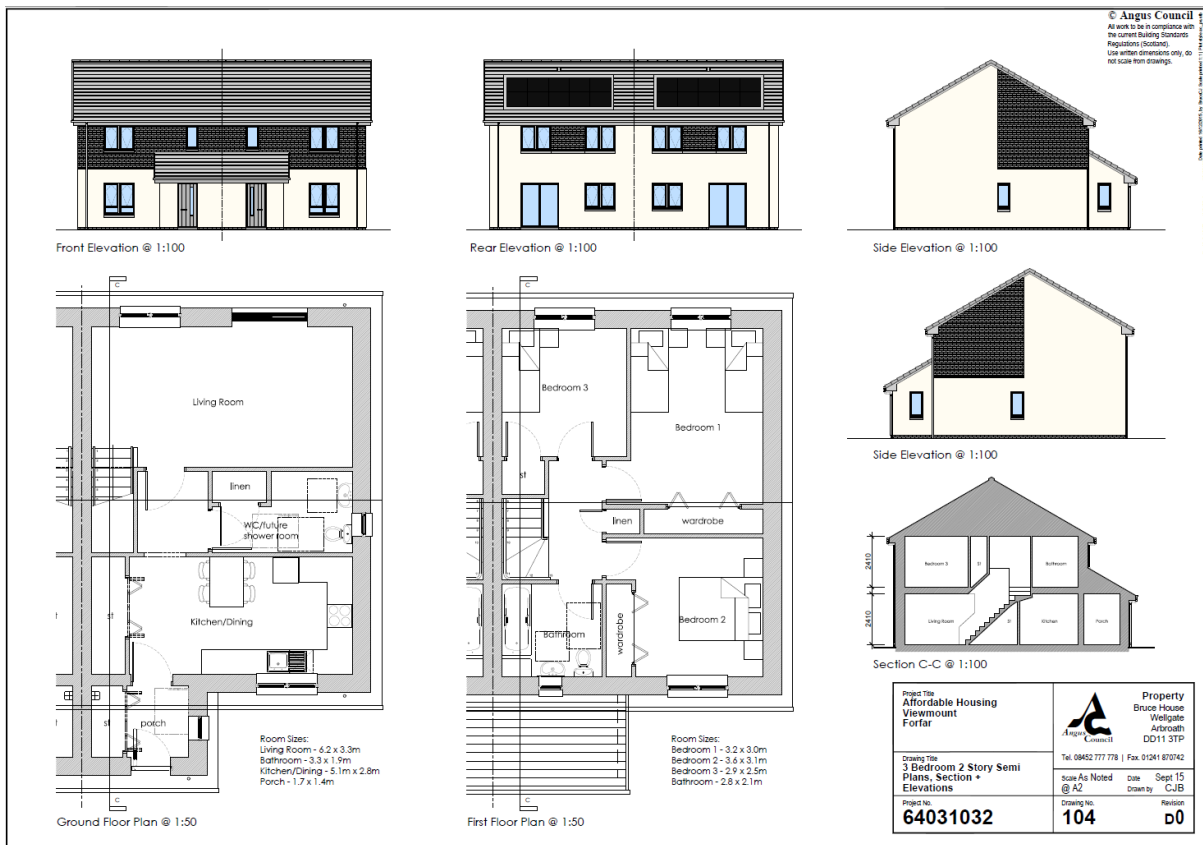 © Angus Council
All work to be in compliance with
the current Building Standards
Regulations (Scotland).
Use written dimensions only, do
not scale from drawings.
Front Elevation @ 1:100
Rear Elevation @ 1:100
Side Elevation @ 1:100
C
Living Room
linen
WC/future
shower room
st
Kitchen/Dining
st
porch
C
Room Sizes:
Living Room - 6.2 x 3.3m
Bathroom - 3.3 x 1.9m
Kitchen/Dining - 5.1m x 2.8m
Porch - 1.7 x 1.4m
Ground Floor Plan @ 1:50
C
Bedroom 3
Bedroom 1
st
linen
wardrobe
Bathroom
wardrobe
Bedroom 2
C
Room Sizes:
Bedroom 1 - 3.2 x 3.0m
Bedroom 2 - 3.6 x 3.1m
Bedroom 3 - 2.9 x 2.5m
Bathroom - 2.8 x 2.1m
First Floor Plan @ 1:50
Side Elevation @ 1:100
2410
2410
Bedroom 3
St
Bathroom
Living Room
St
Kitchen
Porch
Section C-C @ 1:100
Project Title
Affordable Housing
Viewmount
Forfar
Drawing Title
3 Bedroom 2 Story Semi
Plans, Section +
Elevations
Project No.
64031032
Angus
Council
Property
Bruce House
Wellgate
Arbroath
DD11 3TP
Tel. 08452 777 778 | Fax. 01241 870742
Scale As Noted
@ A2
Date Sept 15
Drawn by CJB
Drawing No.
104
Revision
D0